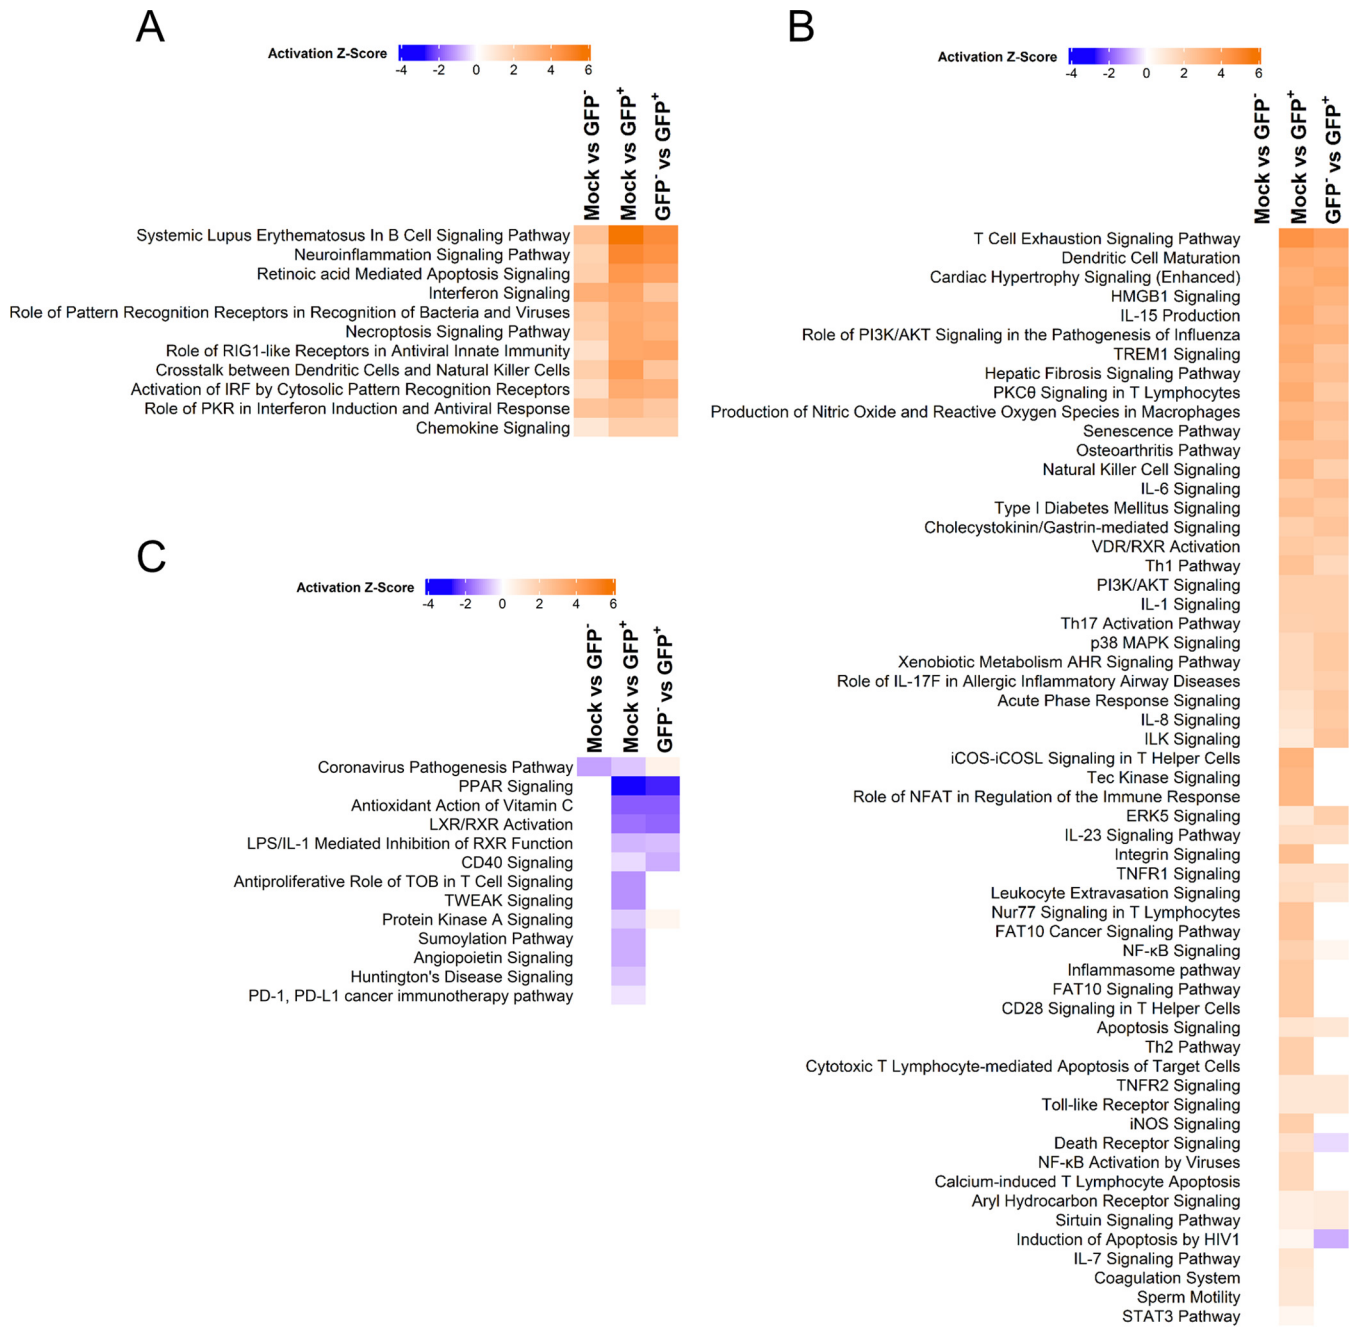 A
Activation Z-Score
-4 -2 0 2 4 6
Mock vs GFP-
Mock vs GFP+
GFP- vs GFP+
Systemic Lupus Erythematosus In B Cell Signaling Pathway
Neuroinflammation Signaling Pathway
Retinoic acid Mediated Apoptosis Signaling
Interferon Signaling
Role of Pattern Recognition Receptors in Recognition of Bacteria and Viruses
Necroptosis Signaling Pathway
Role of RIG1-like Receptors in Antiviral Innate Immunity
Crosstalk between Dendritic Cells and Natural Killer Cells
Activation of IRF by Cytosolic Pattern Recognition Receptors
Role of PKR in Interferon Induction and Antiviral Response
Chemokine Signaling
B
Activation Z-Score
-4 -2 0 2 4 6
Mock vs GFP-
Mock vs GFP+
GFP- vs GFP+
T Cell Exhaustion Signaling Pathway
Dendritic Cell Maturation
Cardiac Hypertrophy Signaling (Enhanced)
HMGB1 Signaling
IL-15 Production
Role of PI3K/AKT Signaling in the Pathogenesis of Influenza
TREM1 Signaling
Hepatic Fibrosis Signaling Pathway
PKCθ Signaling in T Lymphocytes
Production of Nitric Oxide and Reactive Oxygen Species in Macrophages
Senescence Pathway
Osteoarthritis Pathway
Natural Killer Cell Signaling
IL-6 Signaling
Type I Diabetes Mellitus Signaling
Cholecystokinin/Gastrin-mediated Signaling
VDR/RXR Activation
Th1 Pathway
PI3K/AKT Signaling
IL-1 Signaling
Th17 Activation Pathway
p38 MAPK Signaling
Xenobiotic Metabolism AHR Signaling Pathway
Role of IL-17F in Allergic Inflammatory Airway Diseases
Acute Phase Response Signaling
IL-8 Signaling
ILK Signaling
iCOS-iCOSL Signaling in T Helper Cells
Tec Kinase Signaling
Role of NFAT in Regulation of the Immune Response
ERK5 Signaling
IL-23 Signaling Pathway
Integrin Signaling
TNFR1 Signaling
Leukocyte Extravasation Signaling
Nur77 Signaling in T Lymphocytes
FAT10 Cancer Signaling Pathway
NF-κB Signaling
Inflammasome pathway
FAT10 Signaling Pathway
CD28 Signaling in T Helper Cells
Apoptosis Signaling
Th2 Pathway
Cytotoxic T Lymphocyte-mediated Apoptosis of Target Cells
TNFR2 Signaling
Toll-like Receptor Signaling
iNOS Signaling
Death Receptor Signaling
NF-κB Activation by Viruses
Calcium-induced T Lymphocyte Apoptosis
Aryl Hydrocarbon Receptor Signaling
Sirtuin Signaling Pathway
Induction of Apoptosis by HIV1
IL-7 Signaling Pathway
Coagulation System
Sperm Motility
STAT3 Pathway
C
Activation Z-Score
-4 -2 0 2 4 6
Mock vs GFP-
Mock vs GFP+
GFP- vs GFP+
Coronavirus Pathogenesis Pathway
PPAR Signaling
Antioxidant Action of Vitamin C
LXR/RXR Activation
LPS/IL-1 Mediated Inhibition of RXR Function
CD40 Signaling
Antiproliferative Role of TOB in T Cell Signaling
TWEAK Signaling
Protein Kinase A Signaling
Sumoylation Pathway
Angiopoietin Signaling
Huntington's Disease Signaling
PD-1, PD-L1 cancer immunotherapy pathway